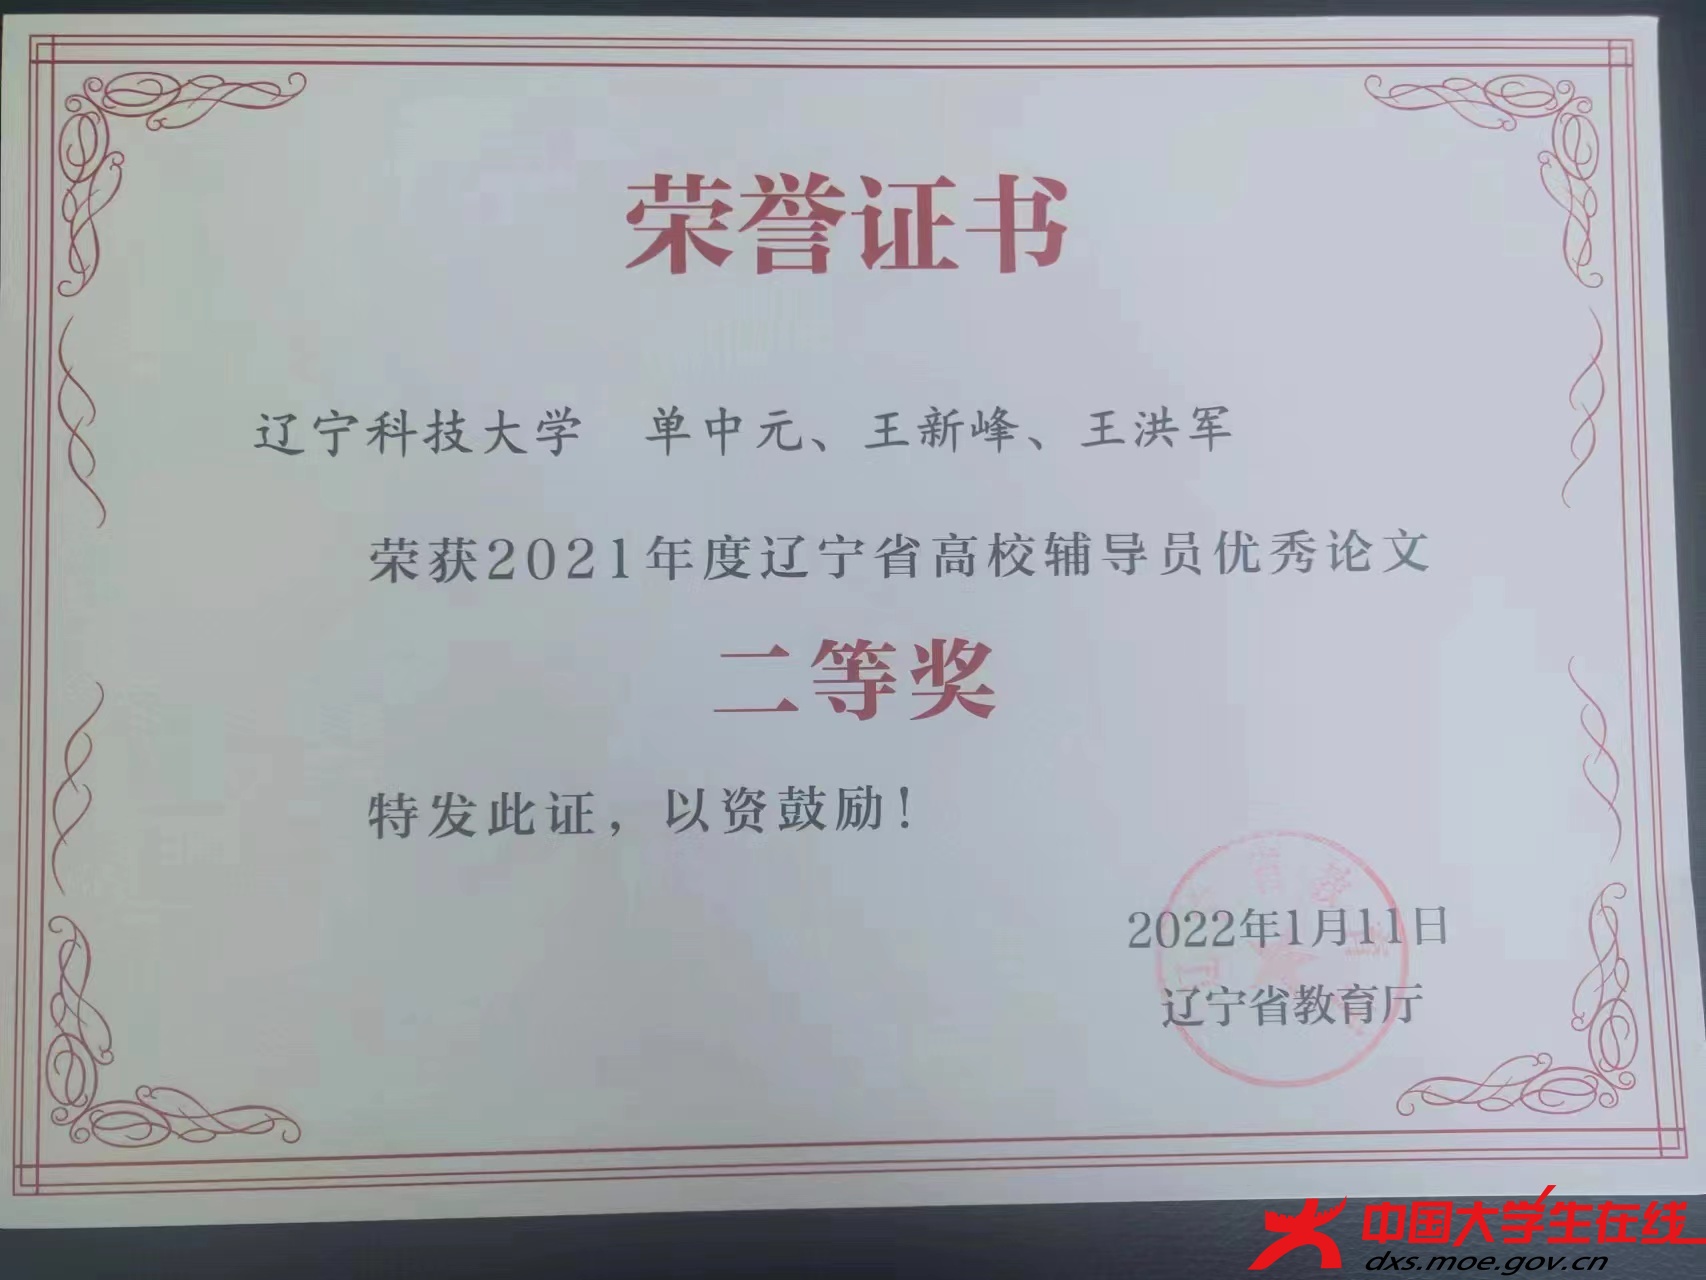 荣誉证书
辽宁科技大学 单中元、王新峰、王洪军
荣获2021年度辽宁省高校辅导员优秀论文
二等奖
特发此证，以资鼓励！
2022年1月11日
辽宁省教育厅
中国大学生在线
dxs.moe.gov.cn